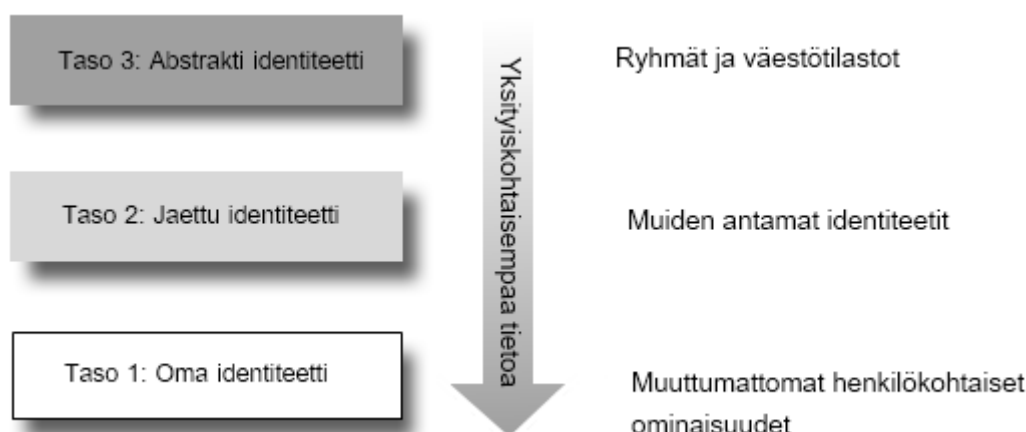 Taso 3: Abstrakti identiteetti
Ryhmät ja väestötilastot
Yksityiskohtaisempaa tietoa
Taso 2: Jaettu identiteetti
Muiden antamat identiteetit
Taso 1: Oma identiteetti
Muuttumattomat henkilökohtaiset
ominaisuudet